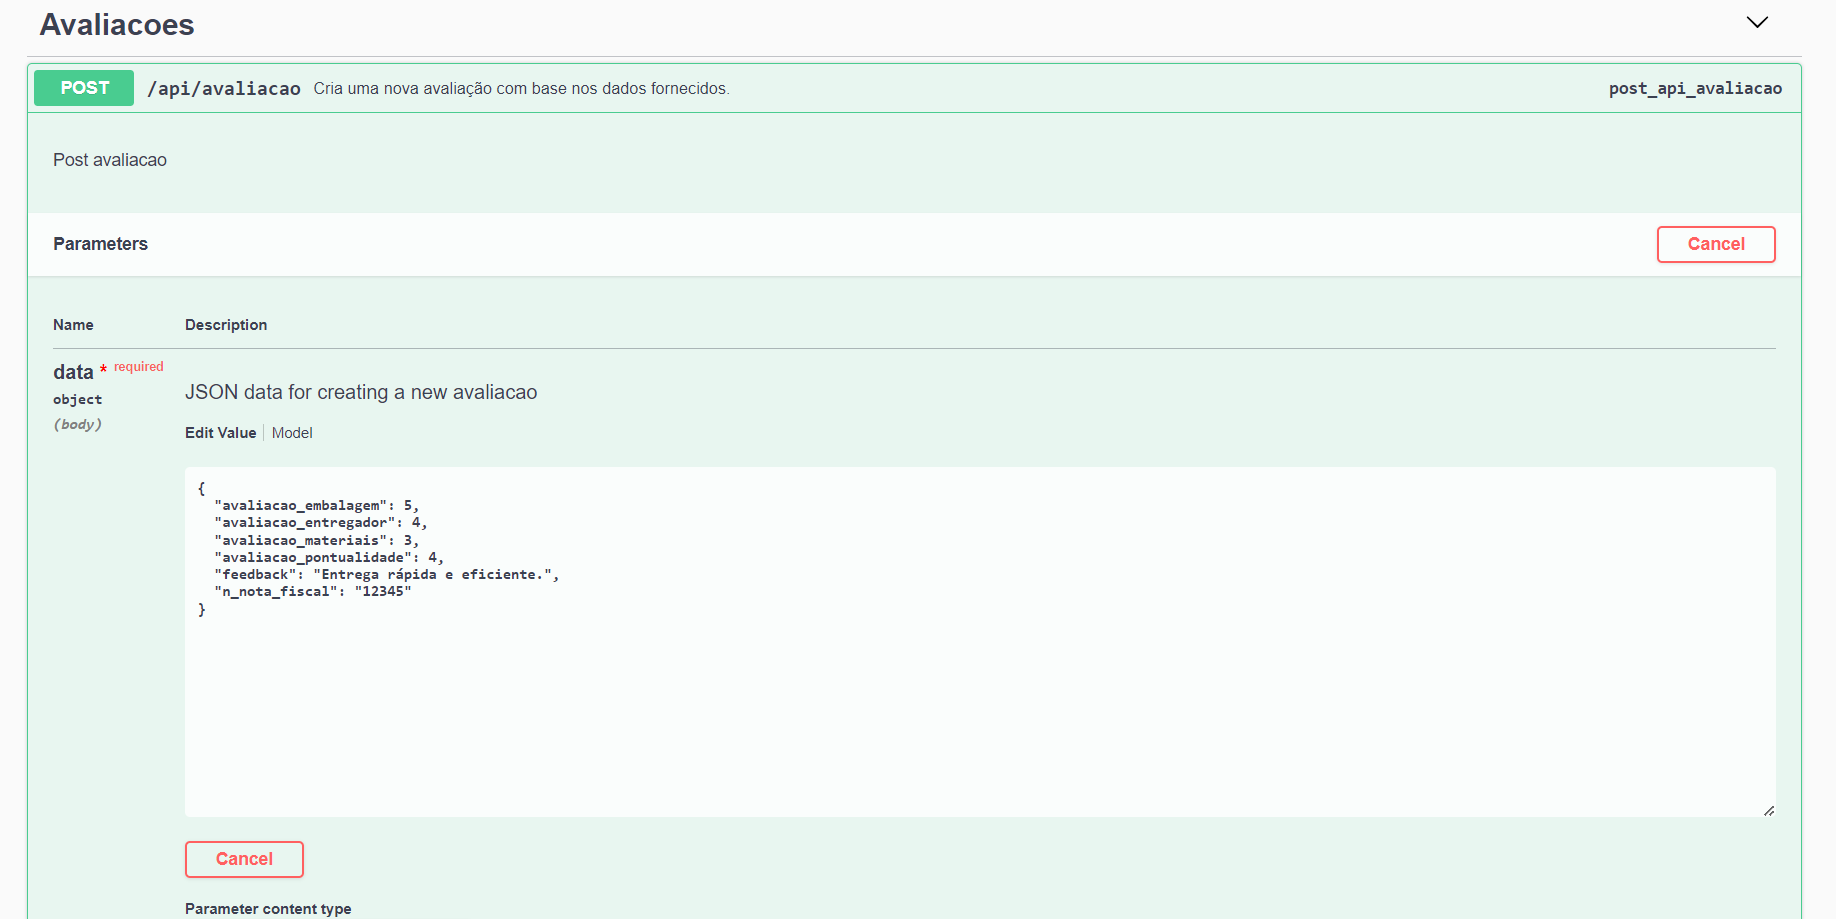 Avaliacoes
POST /api/avaliacao Cria uma nova avaliação com base nos dados fornecidos. post_api_avaliacao
Post avaliacao
Parameters Cancel
Name Description
data * required
object
(body)
JSON data for creating a new avaliacao
Edit Value Model
{
  "avaliacao_embalagem": 5,
  "avaliacao_entregador": 4,
  "avaliacao_materiais": 3,
  "avaliacao_pontualidade": 4,
  "feedback": "Entrega rápida e eficiente.",
  "n_nota_fiscal": "12345"
}
Cancel
Parameter content type